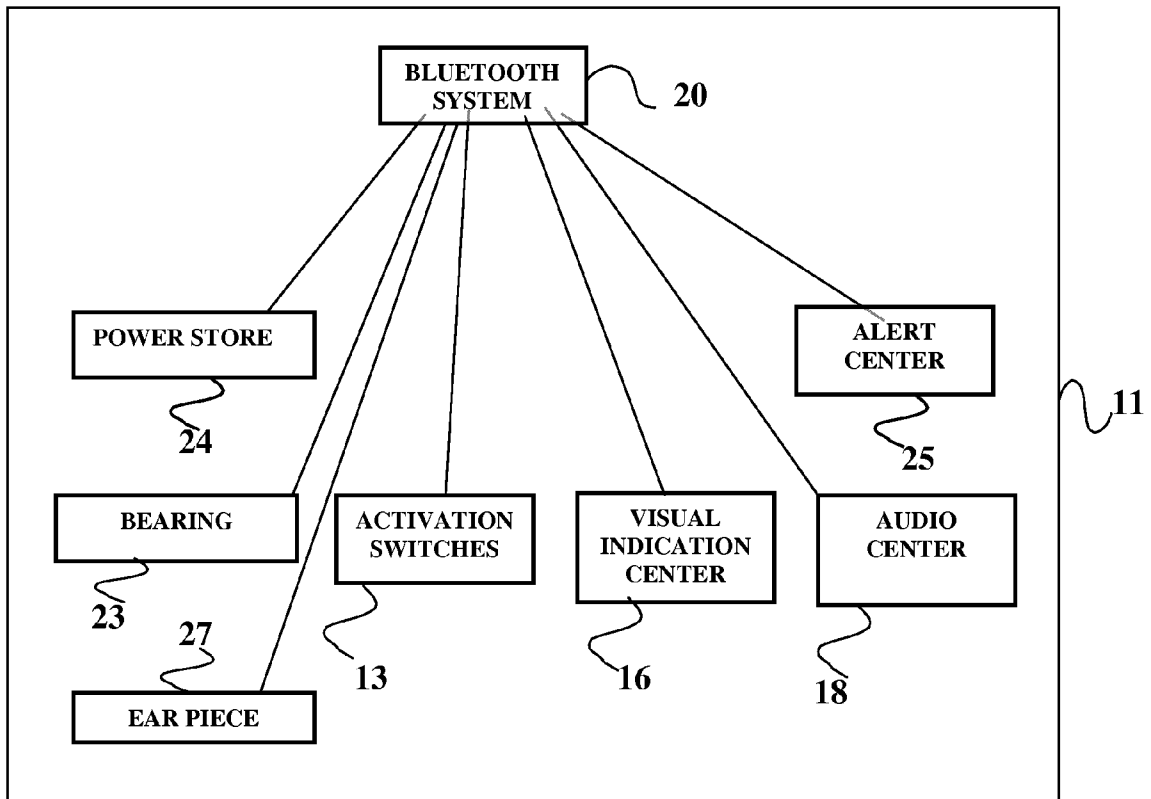 BLUETOOTH
SYSTEM
20
POWER STORE
24
ALERT
CENTER
25
11
BEARING
23
ACTIVATION
SWITCHES
13
VISUAL
INDICATION
CENTER
16
AUDIO
CENTER
18
27
EAR PIECE